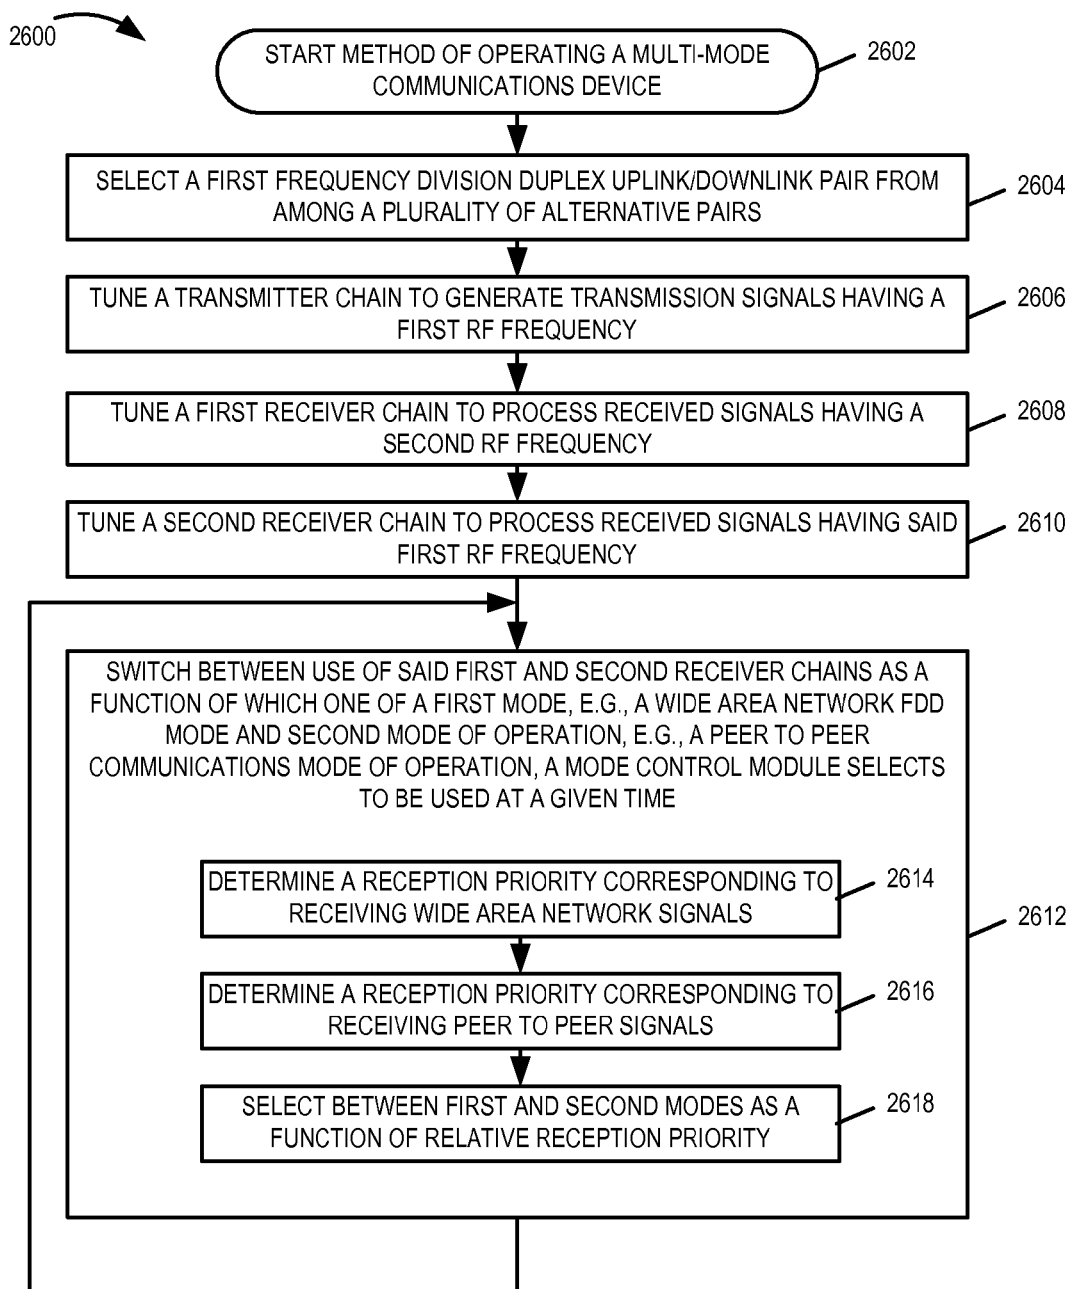 2600
START METHOD OF OPERATING A MULTI-MODE
COMMUNICATIONS DEVICE
2602
SELECT A FIRST FREQUENCY DIVISION DUPLEX UPLINK/DOWNLINK PAIR FROM
AMONG A PLURALITY OF ALTERNATIVE PAIRS
2604
TUNE A TRANSMITTER CHAIN TO GENERATE TRANSMISSION SIGNALS HAVING A
FIRST RF FREQUENCY
2606
TUNE A FIRST RECEIVER CHAIN TO PROCESS RECEIVED SIGNALS HAVING A
SECOND RF FREQUENCY
2608
TUNE A SECOND RECEIVER CHAIN TO PROCESS RECEIVED SIGNALS HAVING SAID
FIRST RF FREQUENCY
2610
SWITCH BETWEEN USE OF SAID FIRST AND SECOND RECEIVER CHAINS AS A
FUNCTION OF WHICH ONE OF A FIRST MODE, E.G., A WIDE AREA NETWORK FDD
MODE AND SECOND MODE OF OPERATION, E.G., A PEER TO PEER
COMMUNICATIONS MODE OF OPERATION, A MODE CONTROL MODULE SELECTS
TO BE USED AT A GIVEN TIME
2612
DETERMINE A RECEPTION PRIORITY CORRESPONDING TO
RECEIVING WIDE AREA NETWORK SIGNALS
2614
DETERMINE A RECEPTION PRIORITY CORRESPONDING TO
RECEIVING PEER TO PEER SIGNALS
2616
SELECT BETWEEN FIRST AND SECOND MODES AS A
FUNCTION OF RELATIVE RECEPTION PRIORITY
2618